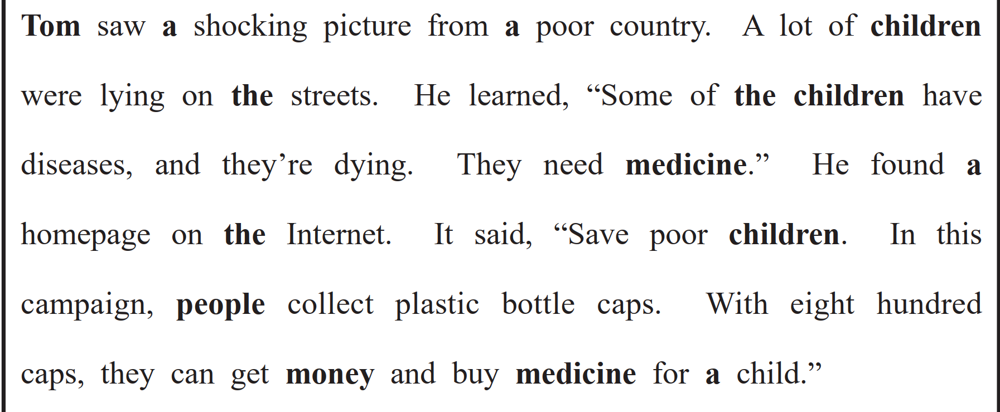 Tom saw a shocking picture from a poor country. A lot of children
were lying on the streets. He learned, “Some of the children have
diseases, and they’re dying. They need medicine.” He found a
homepage on the Internet. It said, “Save poor children. In this
campaign, people collect plastic bottle caps. With eight hundred
caps, they can get money and buy medicine for a child.”